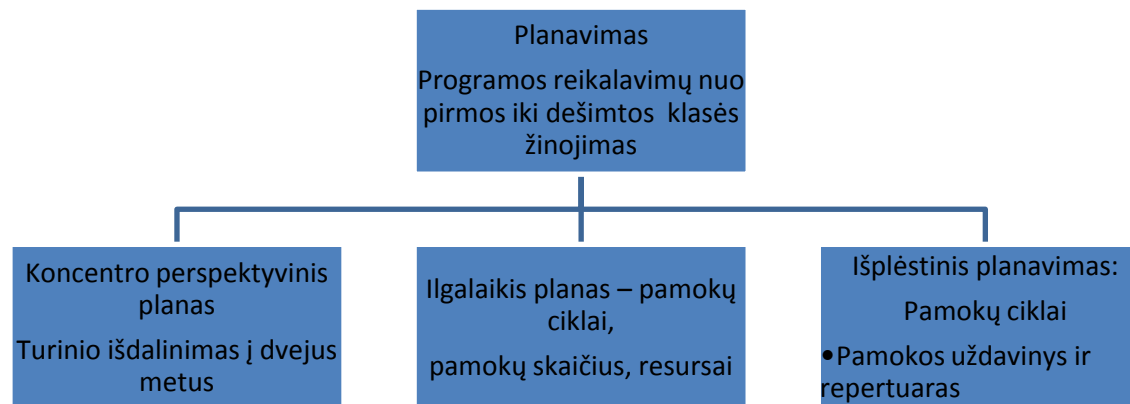 Planavimas
Programos reikalavimų nuo
pirmos iki dešimtos klasės
žinojimas
Koncentro perspektyvinis
planas
Turinio išdalinimas į dvejus
metus
Ilgalaikis planas – pamokų
ciklai,
pamokų skaičius, resursai
Išplėstinis planavimas:
Pamokų ciklai
•Pamokos uždavinys ir
repertuaras